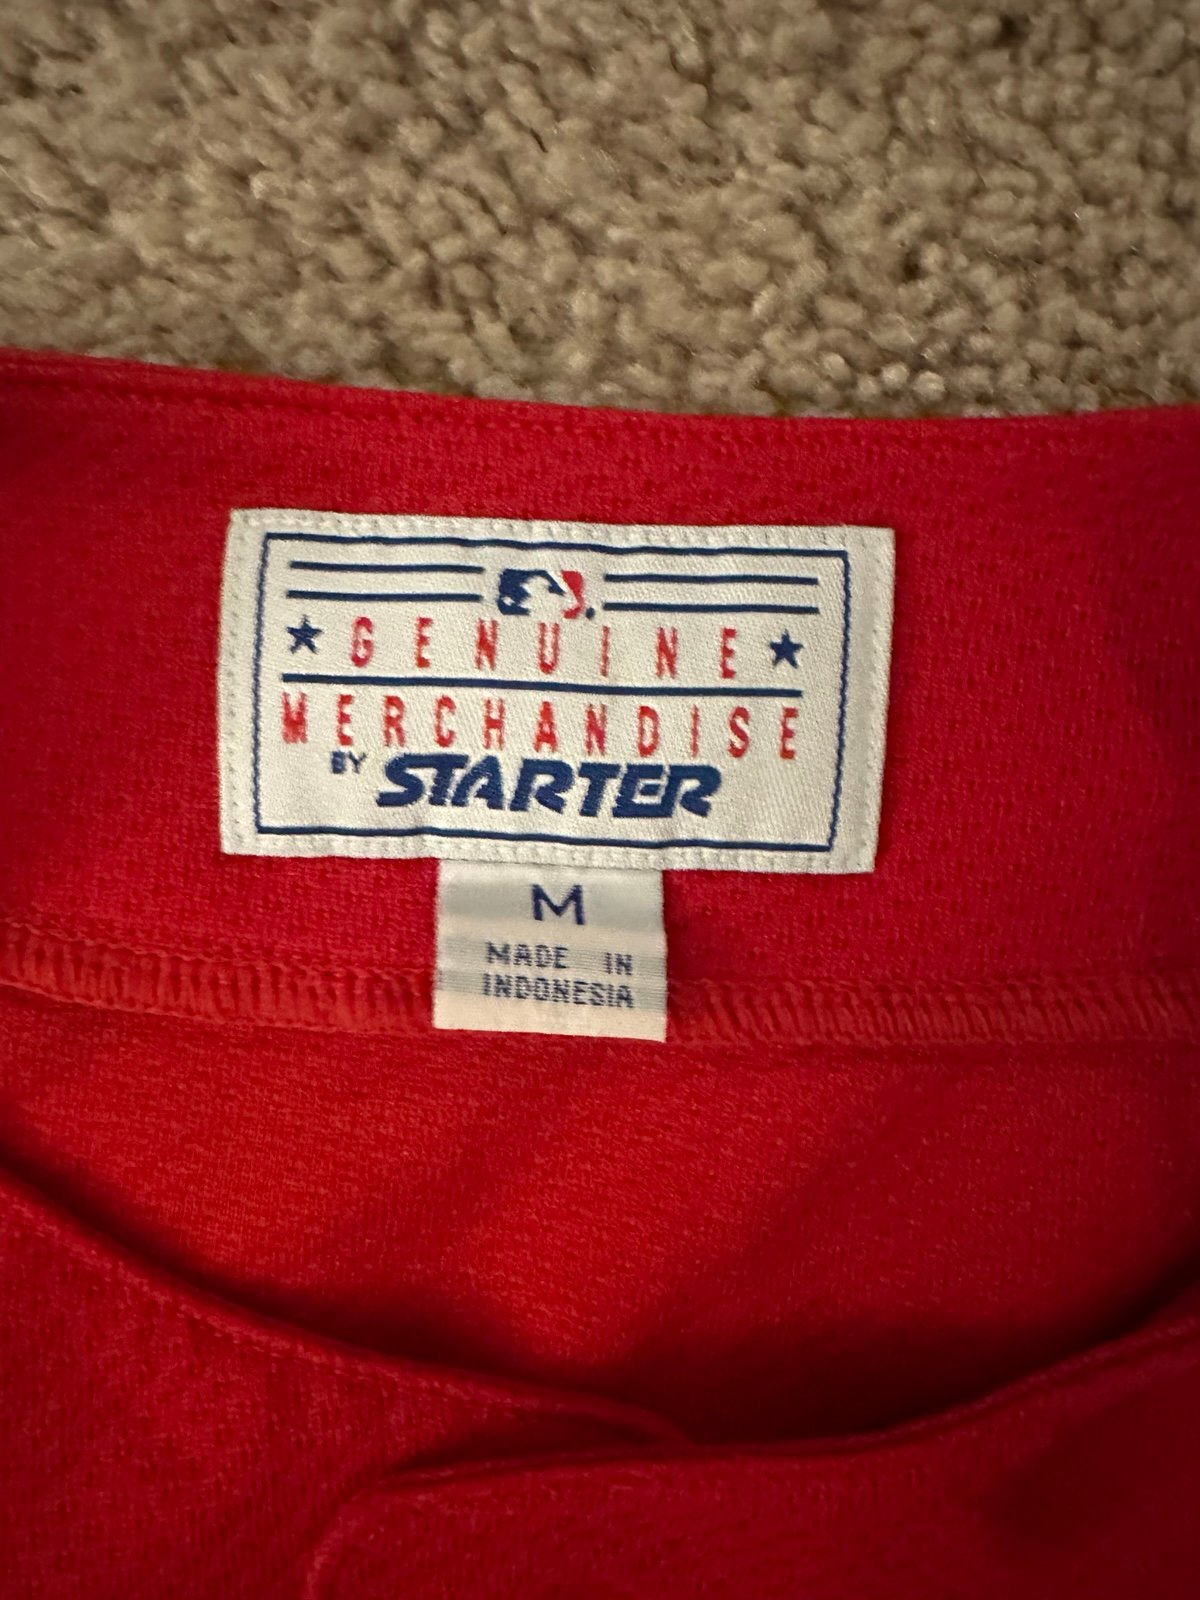 GENUINE
MERCHANDISE
BY STARTER
M
MADE IN
INDONESIA